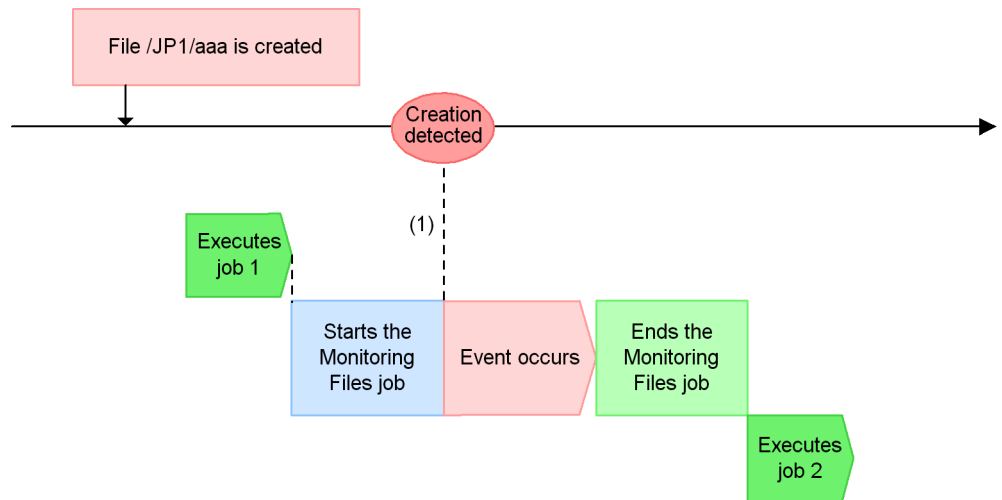 File /JP1/aaa is created
Creation
detected
(1)
Executes
job 1
Starts the
Monitoring
Files job
Event occurs
Ends the
Monitoring
Files job
Executes
job 2